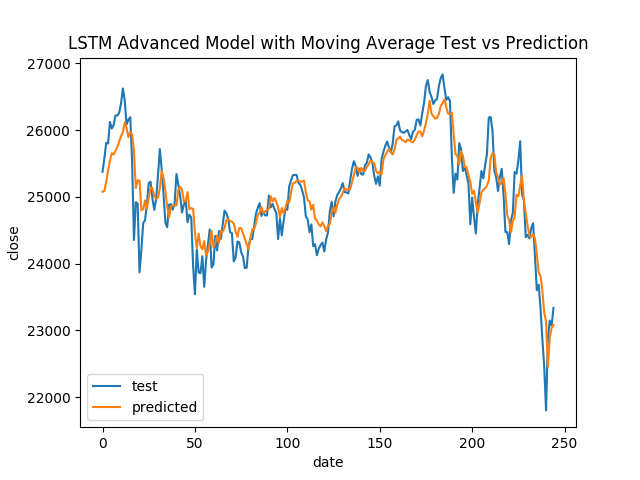 LSTM Advanced Model with Moving Average Test vs Prediction
27000
26000
25000
24000
23000
22000
close
test
predicted
0 50 100 150 200 250
date